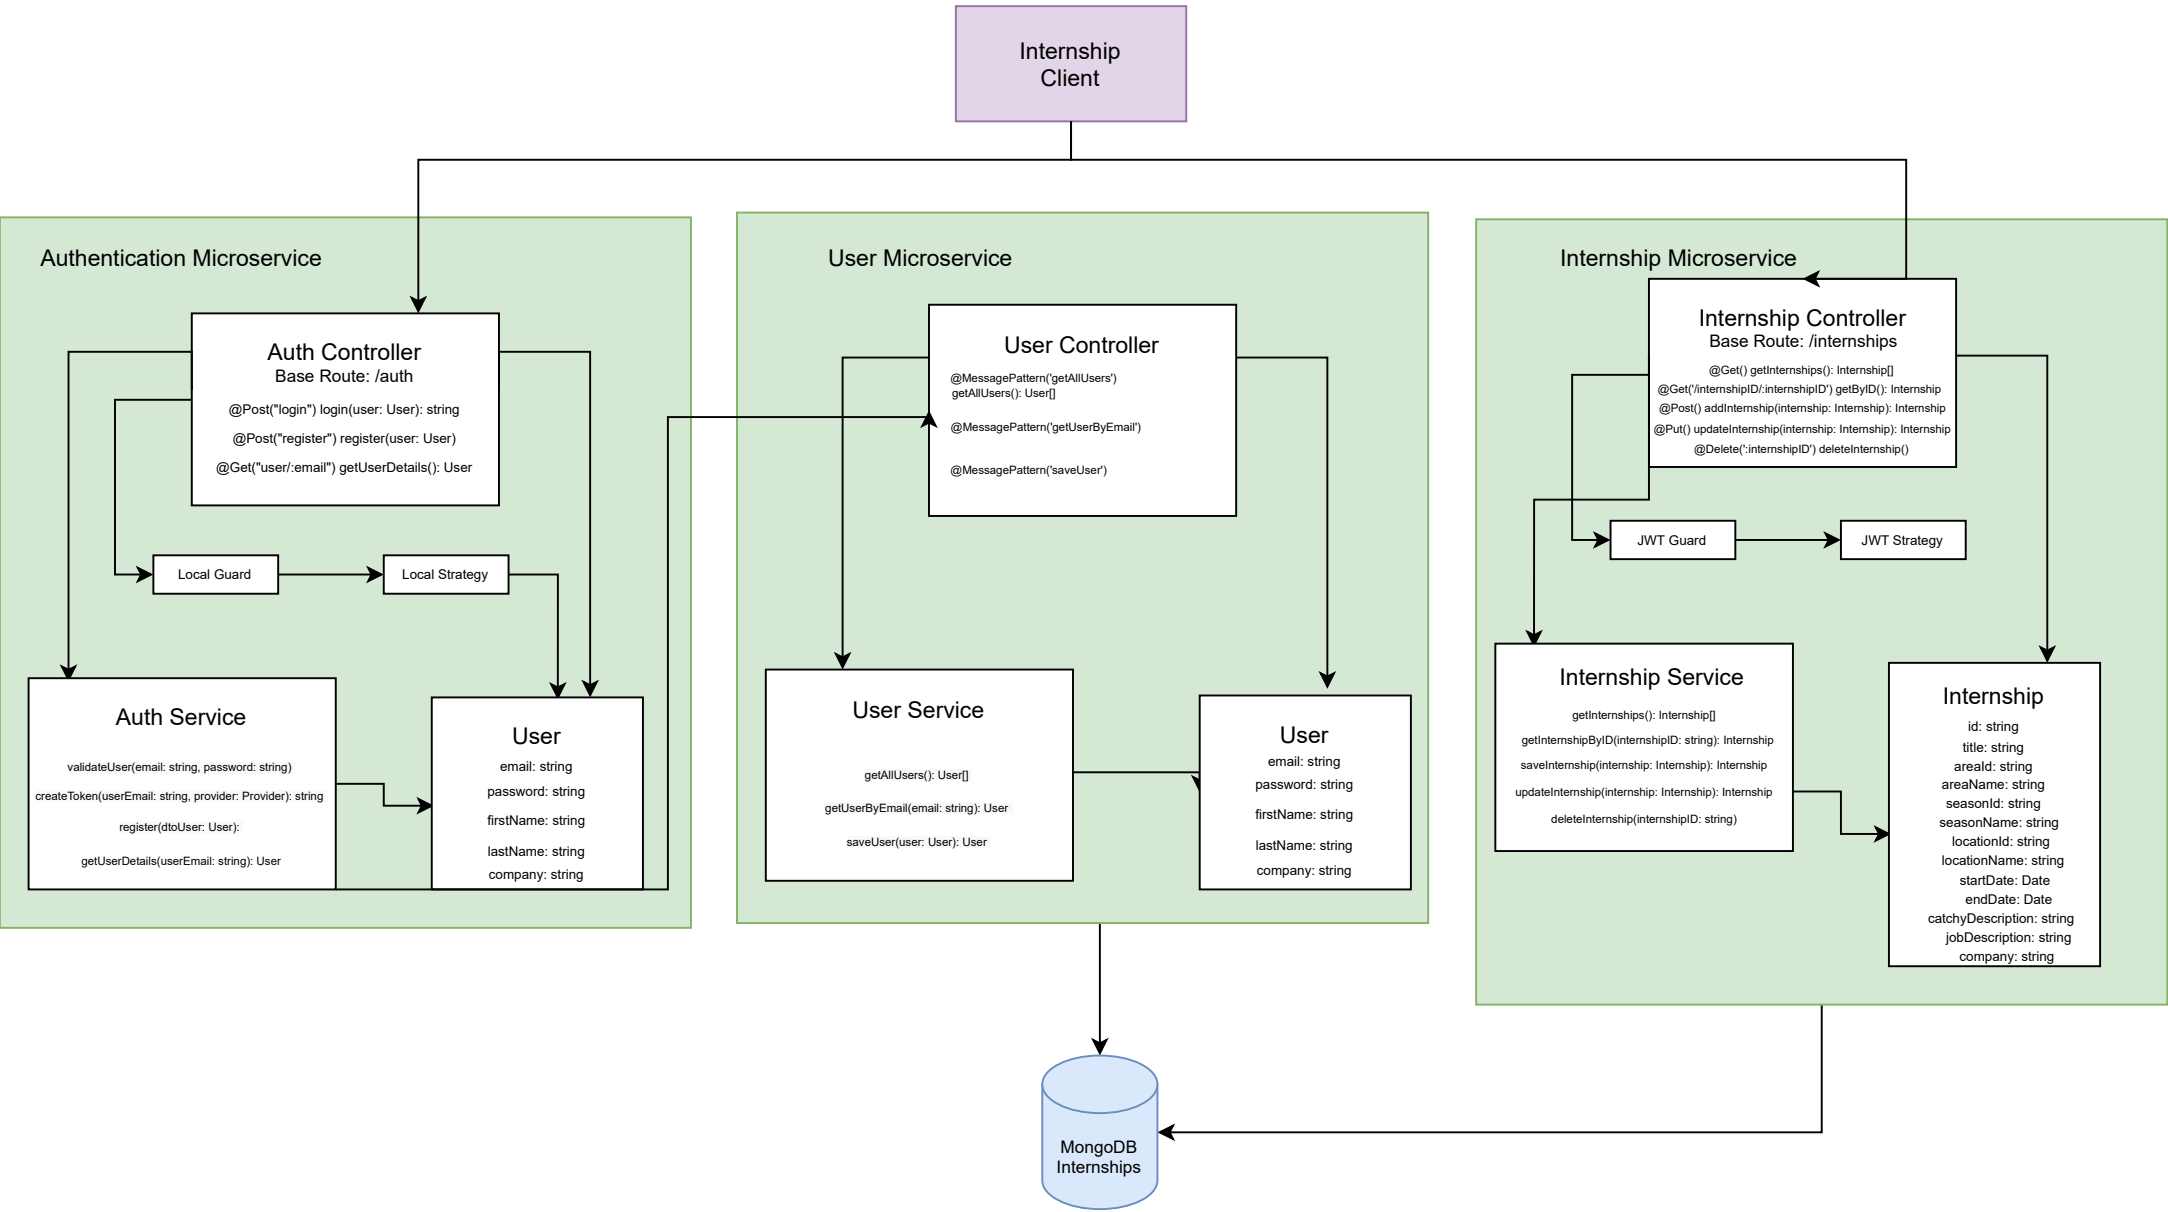 Internship
Client
Authentication Microservice
Auth Controller
Base Route: /auth
@Post("login") login(user: User): string
@Post("register") register(user: User)
@Get("user/:email") getUserDetails(): User
Local Guard
Local Strategy
Auth Service
validateUser(email: string, password: string)
createToken(userEmail: string, provider: Provider): string
register(dtoUser: User):
getUserDetails(userEmail: string): User
User
email: string
password: string
firstName: string
lastName: string
company: string
User Microservice
User Controller
@MessagePattern('getAllUsers')
getAllUsers(): User[]
@MessagePattern('getUserByEmail')
@MessagePattern('saveUser')
User Service
getAllUsers(): User[]
getUserByEmail(email: string): User
saveUser(user: User): User
User
email: string
password: string
firstName: string
lastName: string
company: string
Internship Microservice
Internship Controller
Base Route: /internships
@Get() getInternships(): Internship[]
@Get('/internshipID/:internshipID') getByID(): Internship
@Post() addInternship(internship: Internship): Internship
@Put() updateInternship(internship: Internship): Internship
@Delete(':internshipID') deleteInternship()
JWT Guard
JWT Strategy
Internship Service
getInternships(): Internship[]
getInternshipByID(internshipID: string): Internship
saveInternship(internship: Internship): Internship
updateInternship(internship: Internship): Internship
deleteInternship(internshipID: string)
Internship
id: string
title: string
areaId: string
areaName: string
seasonId: string
seasonName: string
locationId: string
locationName: string
startDate: Date
endDate: Date
catchyDescription: string
jobDescription: string
company: string
MongoDB
Internships